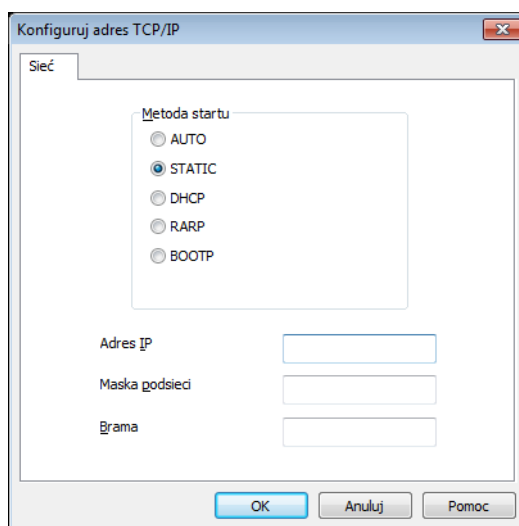 Konfiguruj adres TCP/IP
Sieć
Metoda startu
AUTO
STATIC
DHCP
RARP
BOOTP
Adres IP
Maska podsieci
Brama
OK Anuluj Pomoc